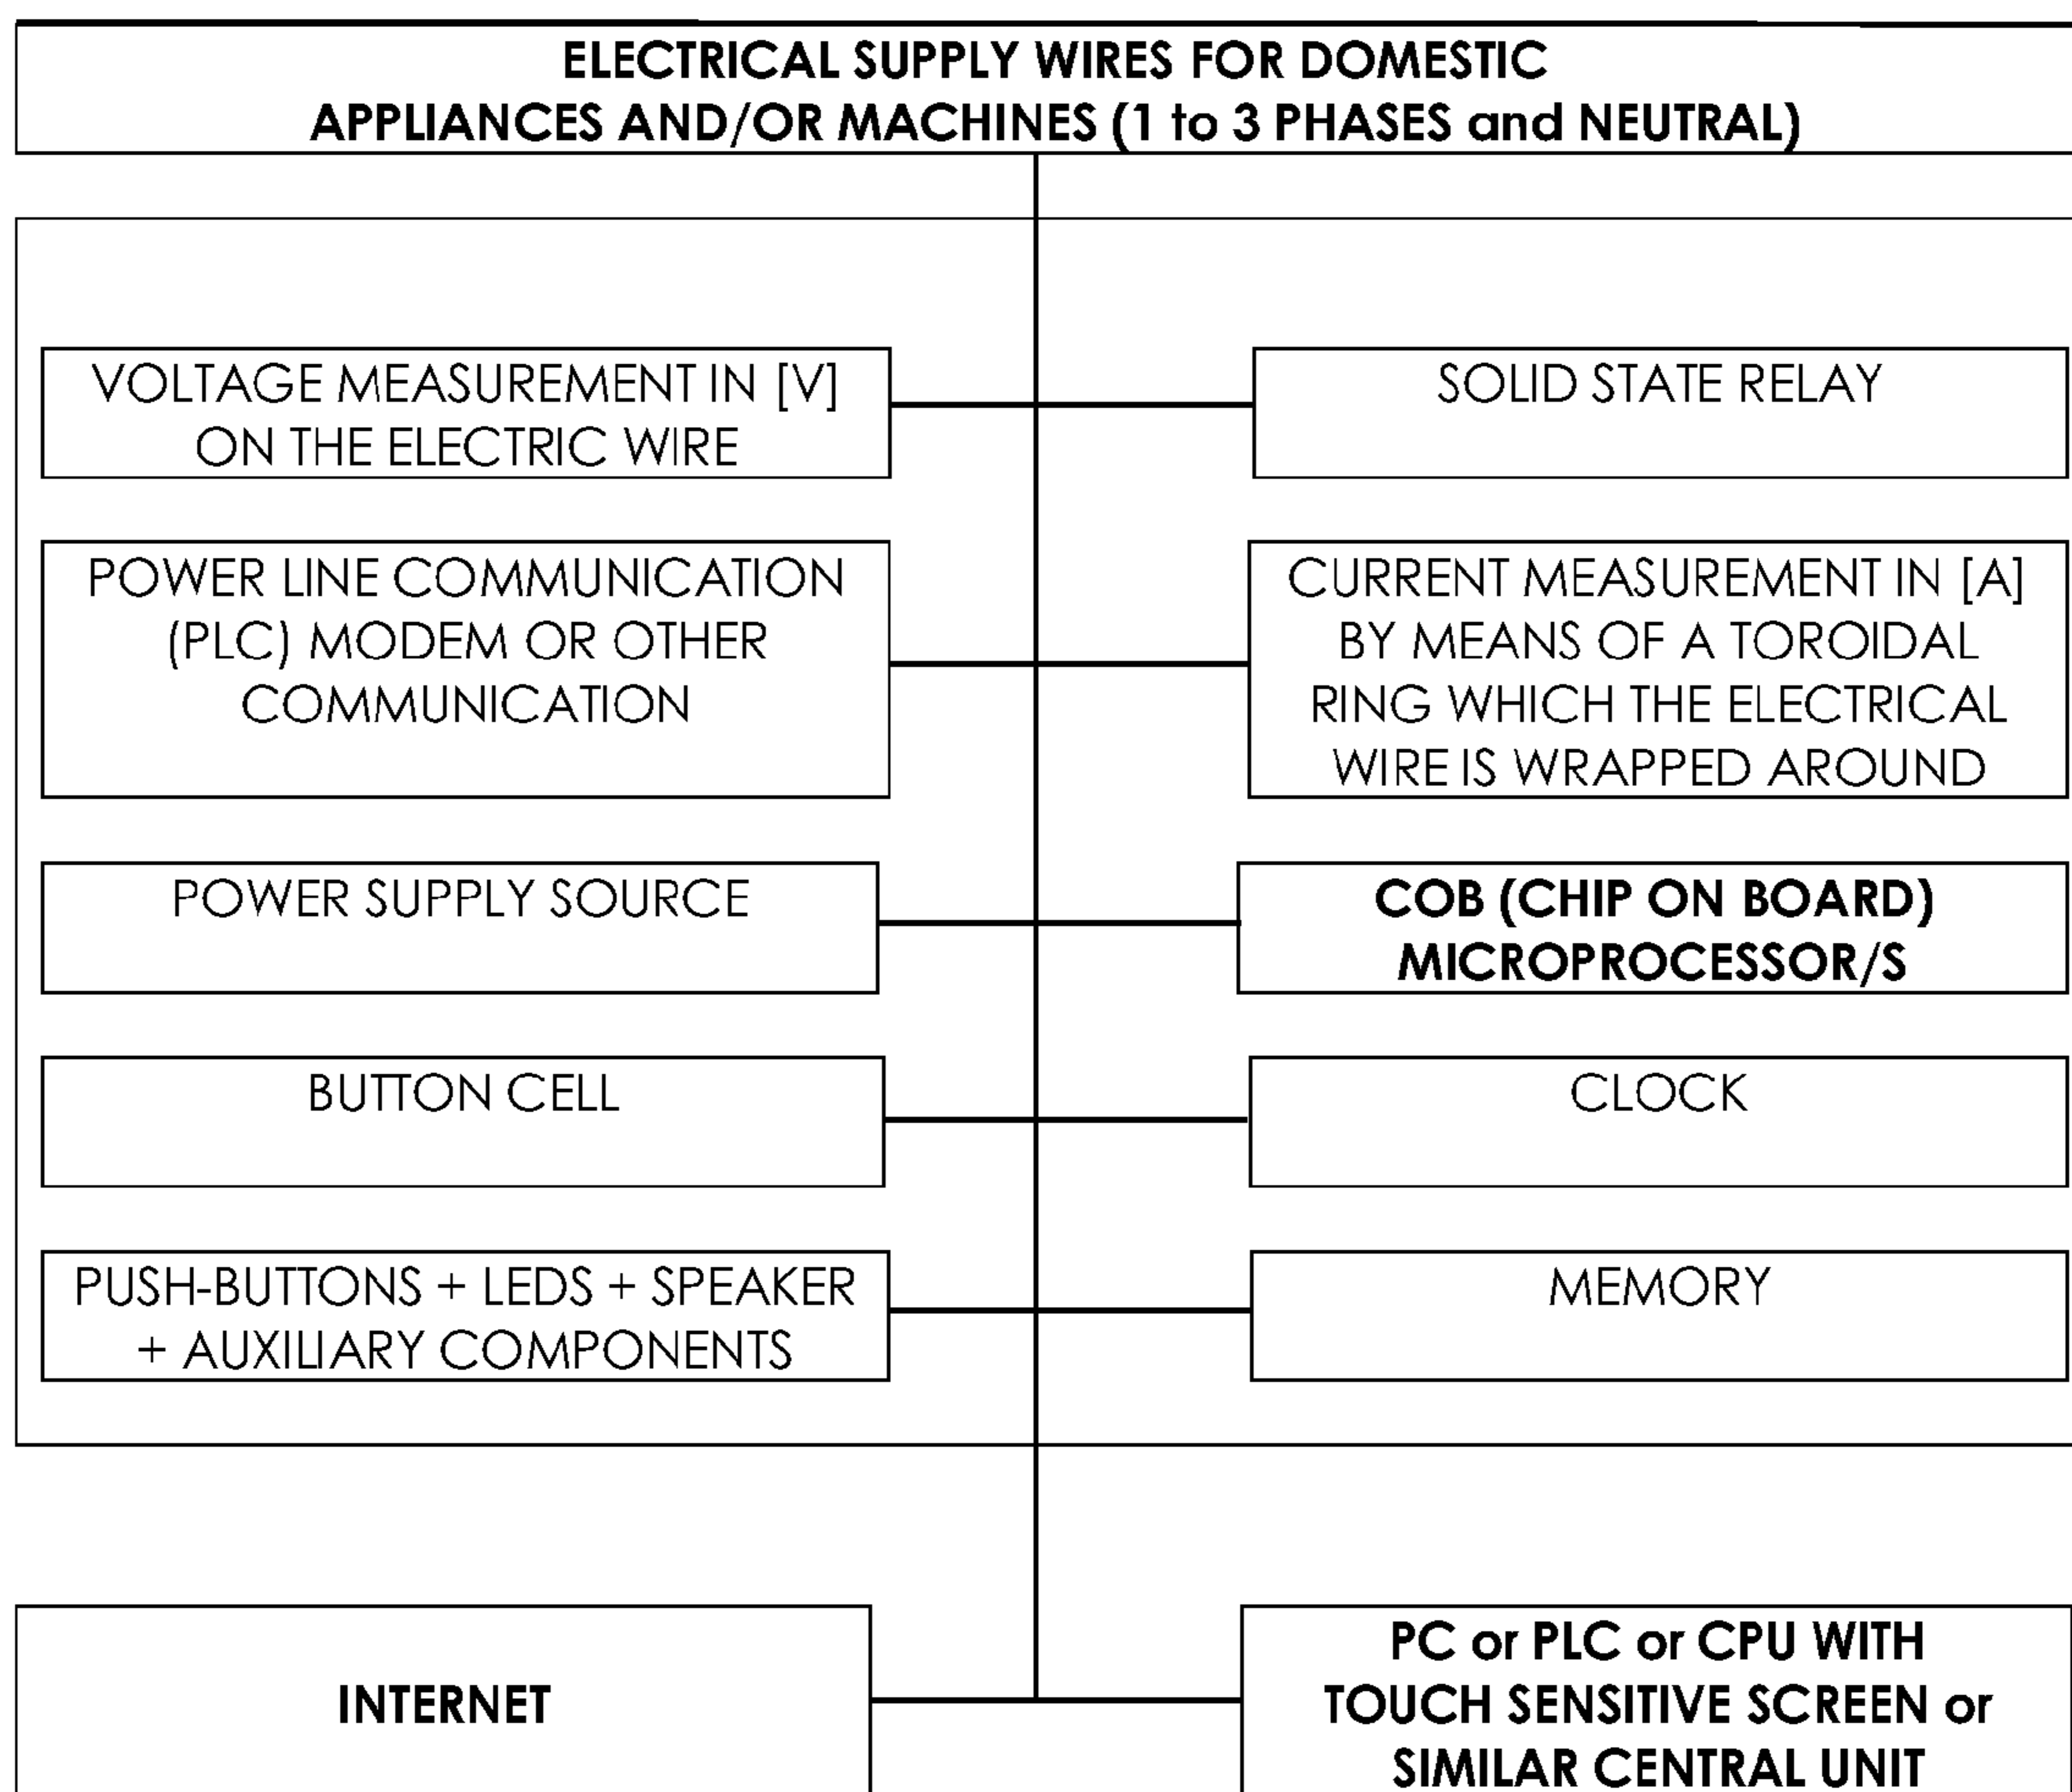 ELECTRICAL SUPPLY WIRES FOR DOMESTIC
APPLIANCES AND/OR MACHINES (1 to 3 PHASES and NEUTRAL)
VOLTAGE MEASUREMENT IN [V]
ON THE ELECTRIC WIRE
SOLID STATE RELAY
POWER LINE COMMUNICATION
(PLC) MODEM OR OTHER
COMMUNICATION
CURRENT MEASUREMENT IN [A]
BY MEANS OF A TOROIDAL
RING WHICH THE ELECTRICAL
WIRE IS WRAPPED AROUND
POWER SUPPLY SOURCE
COB (CHIP ON BOARD)
MICROPROCESSOR/S
BUTTON CELL
CLOCK
PUSH-BUTTONS + LEDS + SPEAKER
+ AUXILIARY COMPONENTS
MEMORY
INTERNET
PC or PLC or CPU WITH
TOUCH SENSITIVE SCREEN or
SIMILAR CENTRAL UNIT